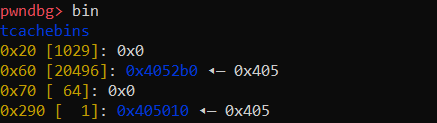 pwndbg> bin
tcachebins
0x20 [1029]: 0x0
0x60 [20496]: 0x4052b0 ◂— 0x405
0x70 [ 64]: 0x0
0x290 [  1]: 0x405010 ◂— 0x405